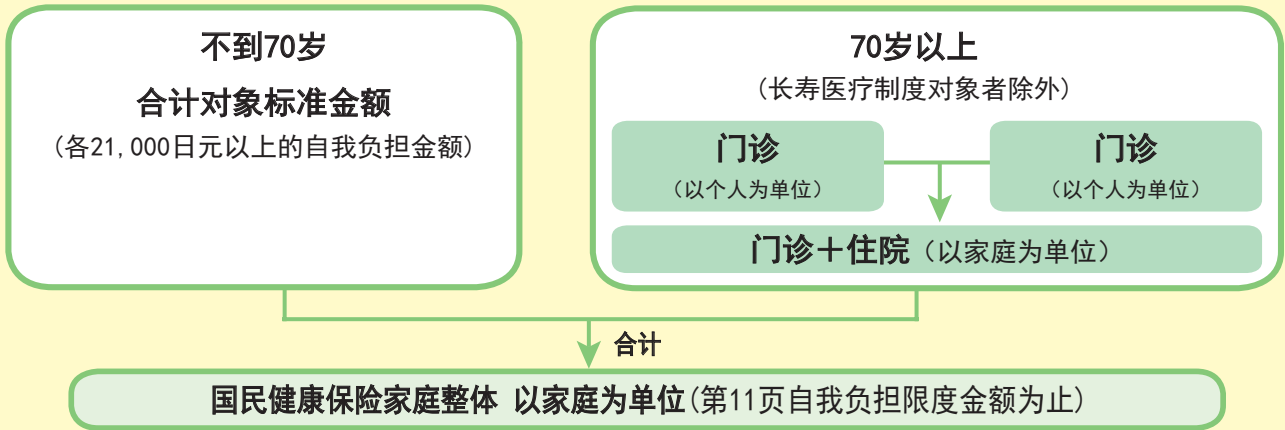 不到70岁
合计对象标准金额
(各21,000日元以上的自我负担金额)
70岁以上
(长寿医疗制度对象者除外)
门诊
(以个人为单位)
门诊
(以个人为单位)
门诊＋住院(以家庭为单位)
合计
国民健康保险家庭整体 以家庭为单位(第11页自我负担限度金额为止)